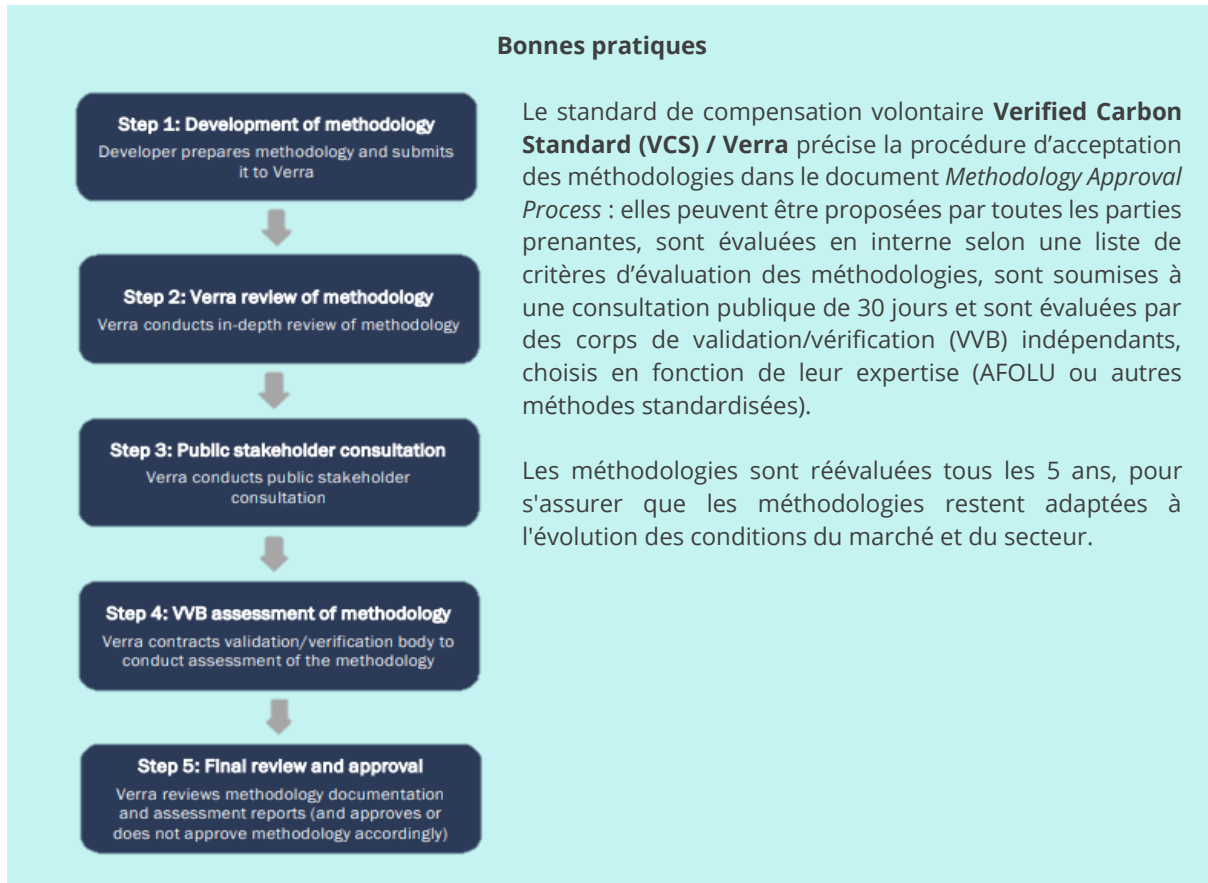 Bonnes pratiques
Step 1: Development of methodology
Developer prepares methodology and submits
it to Verra
Step 2: Verra review of methodology
Verra conducts in-depth review of methodology
Step 3: Public stakeholder consultation
Verra conducts public stakeholder
consultation
Step 4: VVB assessment of methodology
Verra contracts validation/verification body to
conduct assessment of the methodology
Step 5: Final review and approval
Verra reviews methodology documentation
and assessment reports (and approves or
does not approve methodology accordingly)
Le standard de compensation volontaire Verified Carbon
Standard (VCS) / Verra précise la procédure d’acceptation
des méthodologies dans le document Methodology Approval
Process : elles peuvent être proposées par toutes les parties
prenantes, sont évaluées en interne selon une liste de
critères d’évaluation des méthodologies, sont soumises à
une consultation publique de 30 jours et sont évaluées par
des corps de validation/vérification (VVB) indépendants,
choisis en fonction de leur expertise (AFOLU ou autres
méthodes standardisées).
Les méthodologies sont réévaluées tous les 5 ans, pour
s'assurer que les méthodologies restent adaptées à
l'évolution des conditions du marché et du secteur.